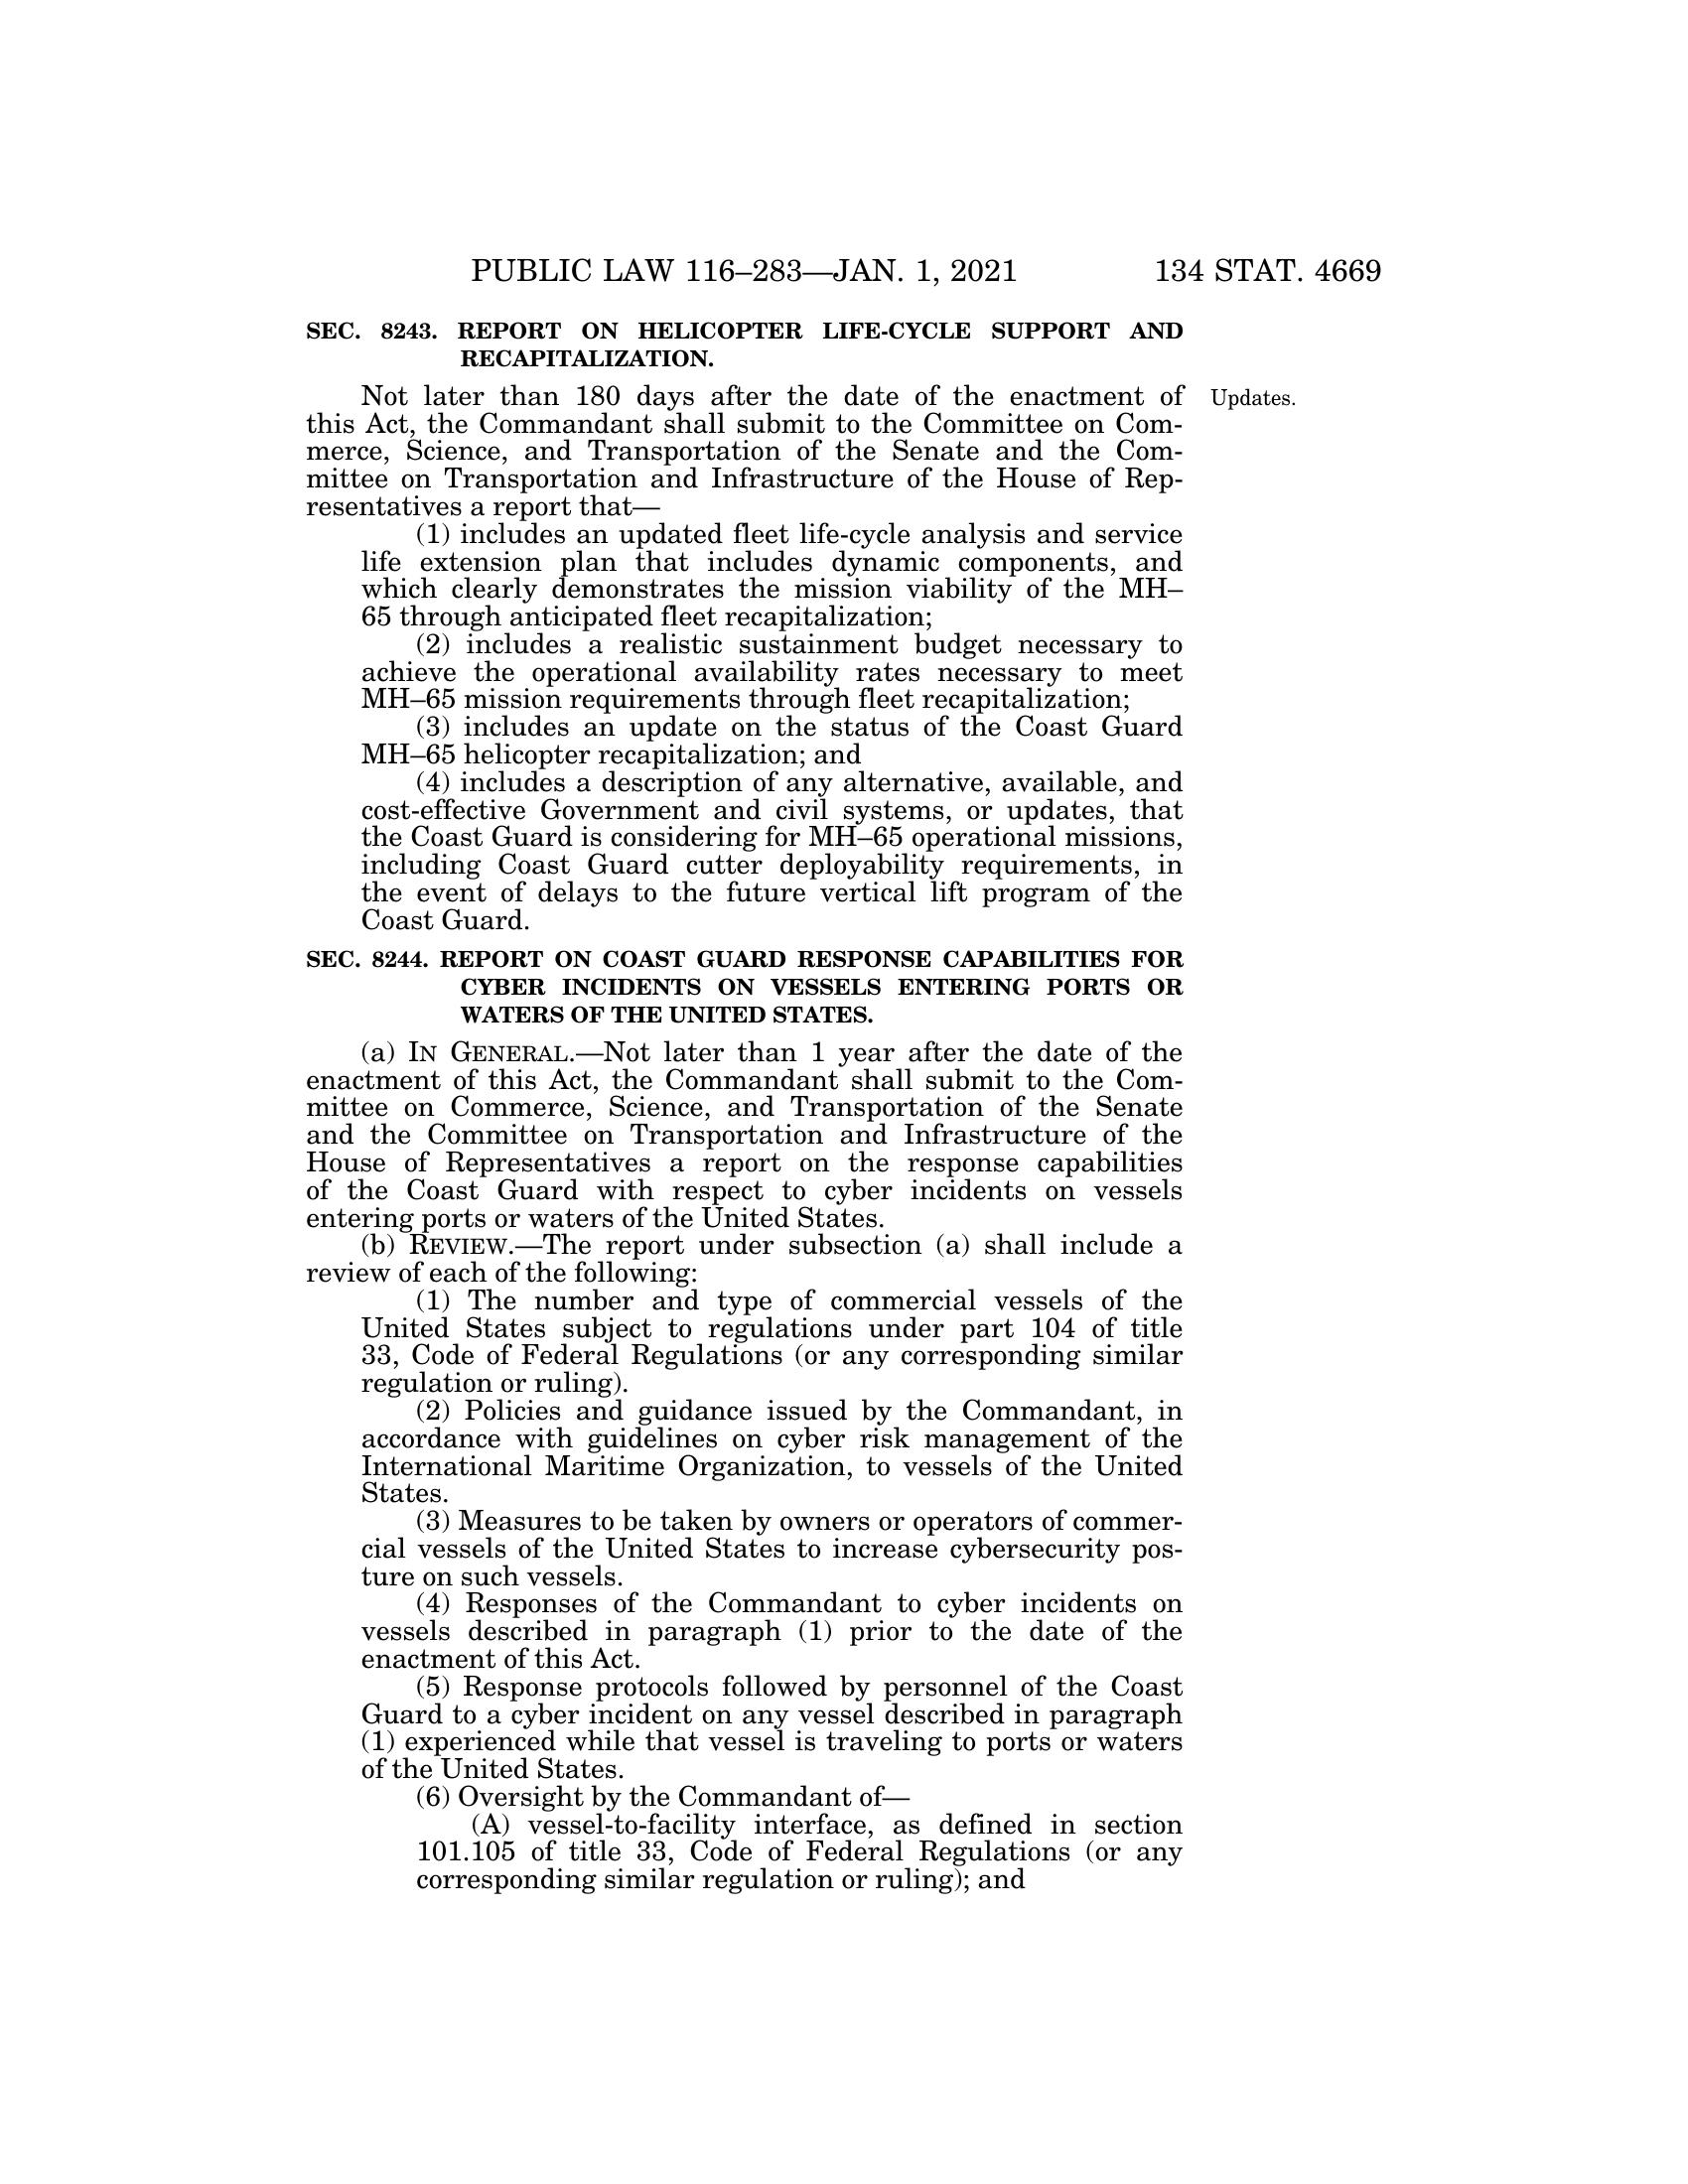 PUBLIC LAW 116–283—JAN. 1, 2021
134 STAT. 4669
SEC. 8243. REPORT ON HELICOPTER LIFE-CYCLE SUPPORT AND
RECAPITALIZATION.
Not later than 180 days after the date of the enactment of
Updates.
this Act, the Commandant shall submit to the Committee on Com-
merce, Science, and Transportation of the Senate and the Com-
mittee on Transportation and Infrastructure of the House of Rep-
resentatives a report that—
(1) includes an updated fleet life-cycle analysis and service
life extension plan that includes dynamic components, and
which clearly demonstrates the mission viability of the MH–
65 through anticipated fleet recapitalization;
(2) includes a realistic sustainment budget necessary to
achieve the operational availability rates necessary to meet
MH–65 mission requirements through fleet recapitalization;
(3) includes an update on the status of the Coast Guard
MH–65 helicopter recapitalization; and
(4) includes a description of any alternative, available, and
cost-effective Government and civil systems, or updates, that
the Coast Guard is considering for MH–65 operational missions,
including Coast Guard cutter deployability requirements, in
the event of delays to the future vertical lift program of the
Coast Guard.
SEC. 8244. REPORT ON COAST GUARD RESPONSE CAPABILITIES FOR
CYBER INCIDENTS ON VESSELS ENTERING PORTS OR
WATERS OF THE UNITED STATES.
(a) IN GENERAL.—Not later than 1 year after the date of the
enactment of this Act, the Commandant shall submit to the Com-
mittee on Commerce, Science, and Transportation of the Senate
and the Committee on Transportation and Infrastructure of the
House of Representatives a report on the response capabilities
of the Coast Guard with respect to cyber incidents on vessels
entering ports or waters of the United States.
(b) REVIEW.—The report under subsection (a) shall include a
review of each of the following:
(1) The number and type of commercial vessels of the
United States subject to regulations under part 104 of title
33, Code of Federal Regulations (or any corresponding similar
regulation or ruling).
(2) Policies and guidance issued by the Commandant, in
accordance with guidelines on cyber risk management of the
International Maritime Organization, to vessels of the United
States.
(3) Measures to be taken by owners or operators of commer-
cial vessels of the United States to increase cybersecurity pos-
ture on such vessels.
(4) Responses of the Commandant to cyber incidents on
vessels described in paragraph (1) prior to the date of the
enactment of this Act.
(5) Response protocols followed by personnel of the Coast
Guard to a cyber incident on any vessel described in paragraph
(1) experienced while that vessel is traveling to ports or waters
of the United States.
(6) Oversight by the Commandant of—
(A) vessel-to-facility interface, as defined in section
101.105 of title 33, Code of Federal Regulations (or any
corresponding similar regulation or ruling); and